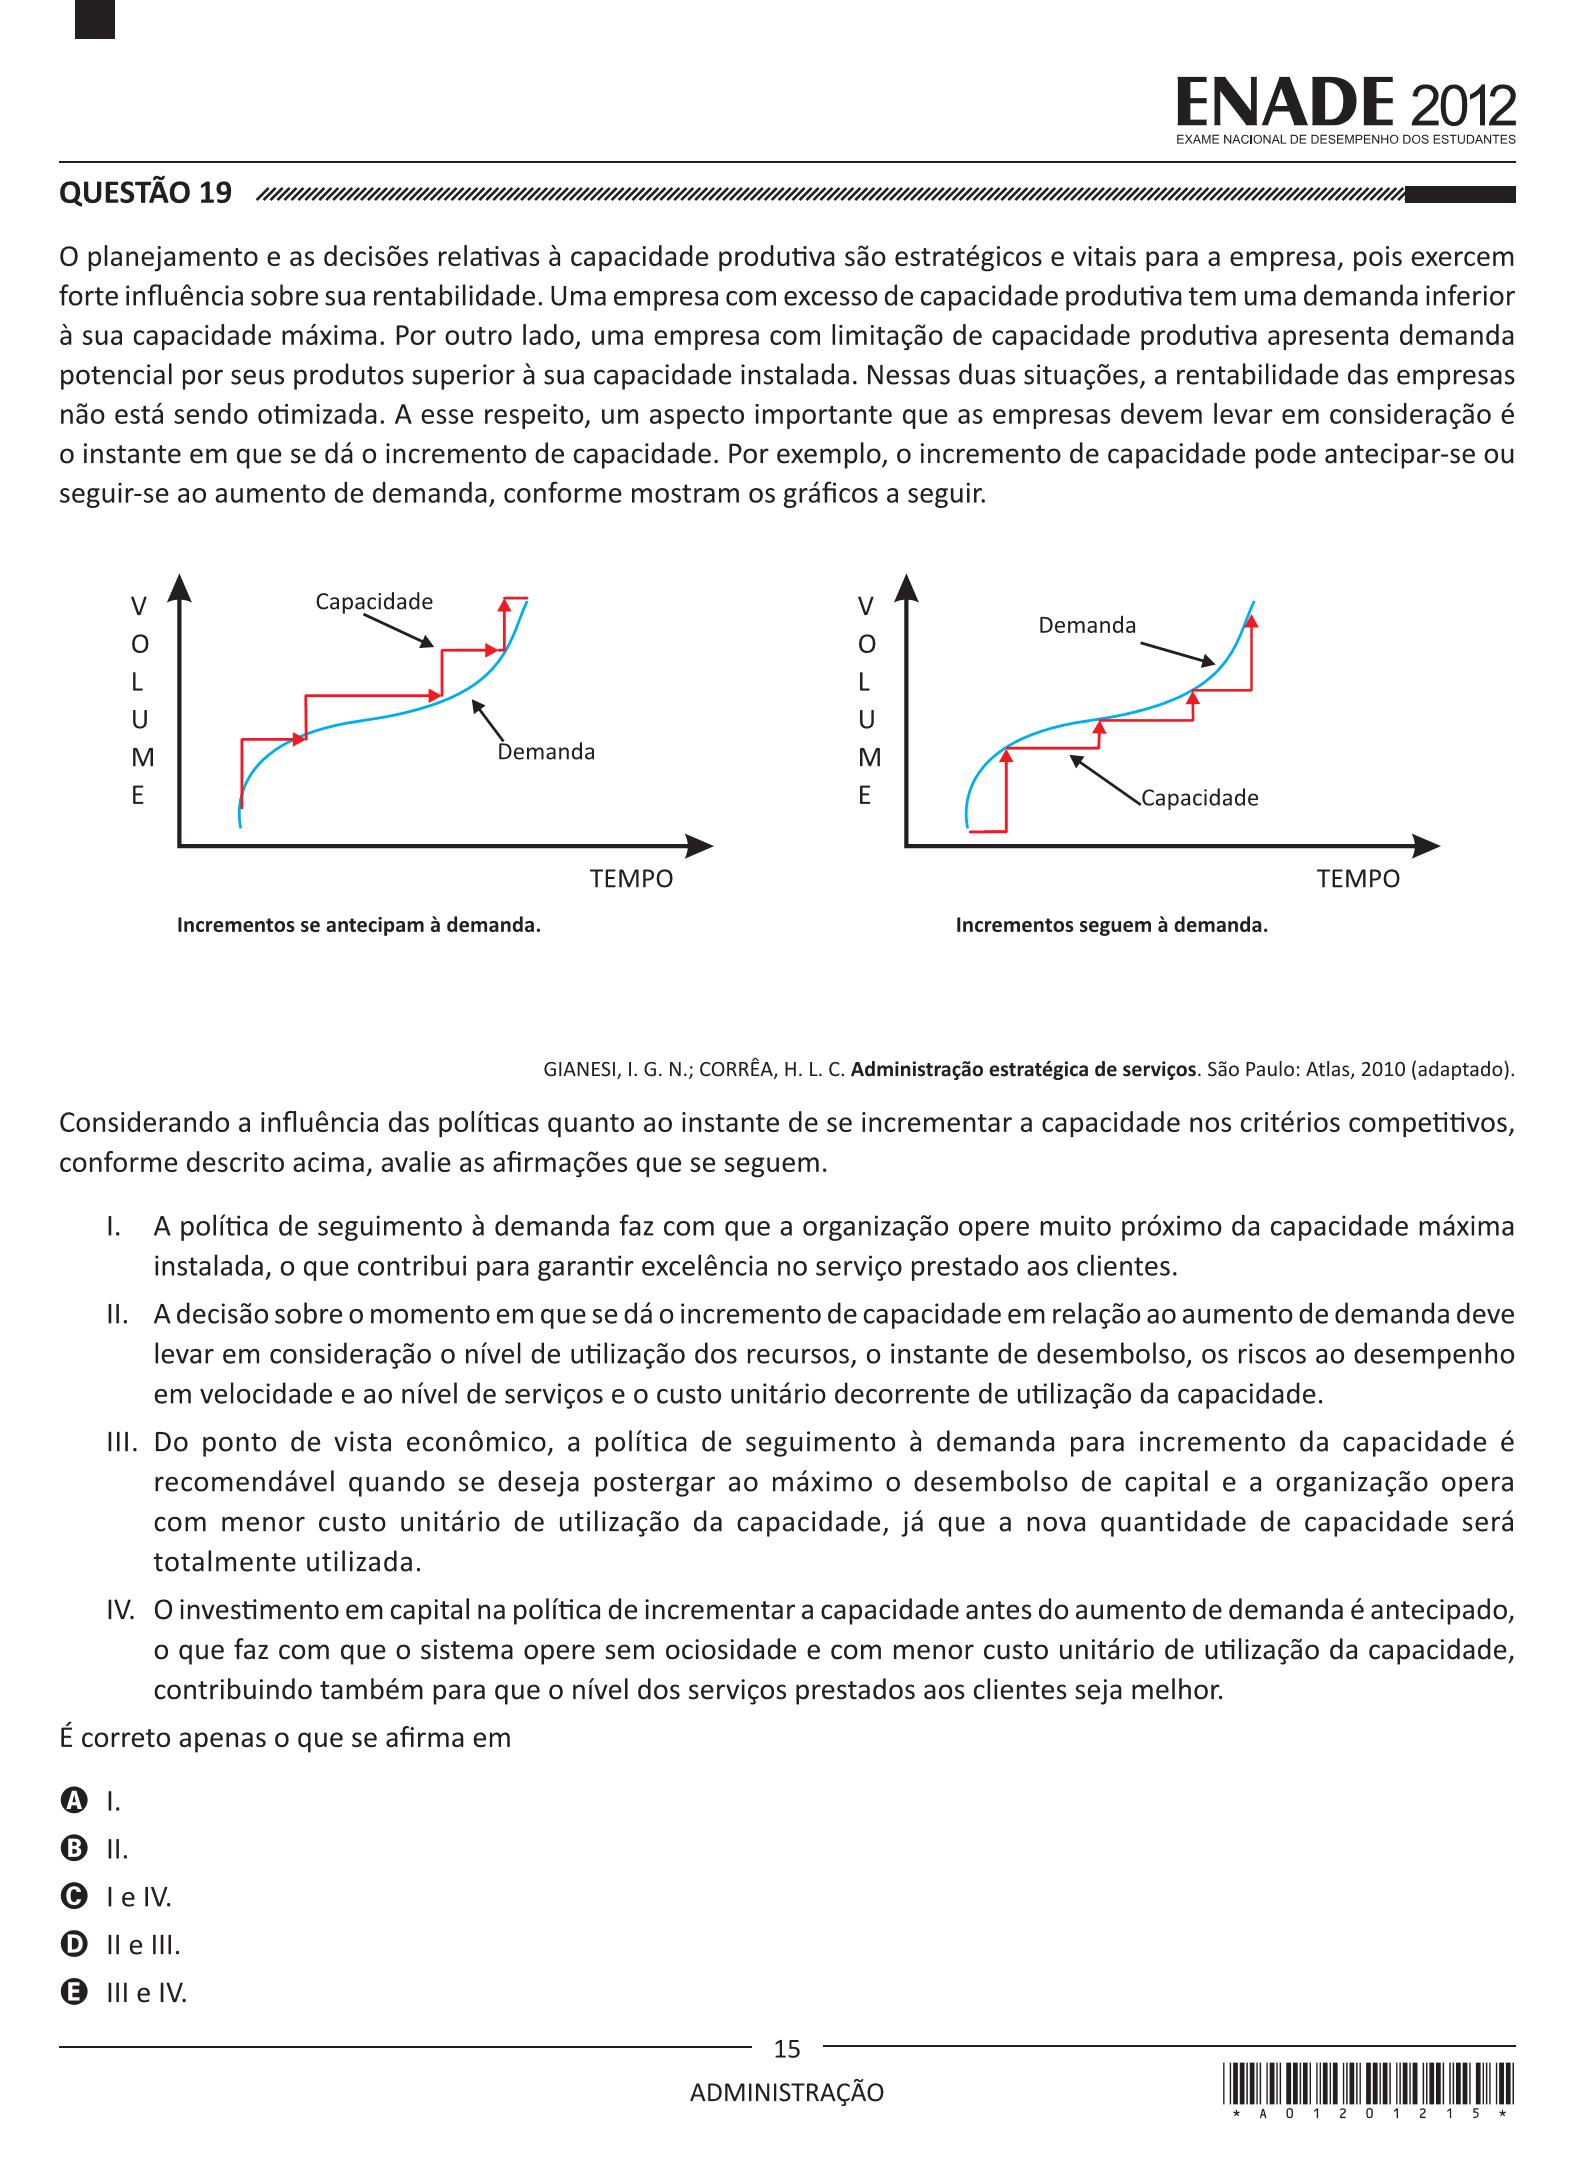 ENADE 2012
EXAME NACIONAL DE DESEMPENHO DOS ESTUDANTES
QUESTÃO 19
O planejamento e as decisões relativas à capacidade produtiva são estratégicos e vitais para a empresa, pois exercem
forte influência sobre sua rentabilidade. Uma empresa com excesso de capacidade produtiva tem uma demanda inferior
à sua capacidade máxima. Por outro lado, uma empresa com limitação de capacidade produtiva apresenta demanda
potencial por seus produtos superior à sua capacidade instalada. Nessas duas situações, a rentabilidade das empresas
não está sendo otimizada. A esse respeito, um aspecto importante que as empresas devem levar em consideração é
o instante em que se dá o incremento de capacidade. Por exemplo, o incremento de capacidade pode antecipar-se ou
seguir-se ao aumento de demanda, conforme mostram os gráficos a seguir.
V
O
L
U
M
E
Capacidade
Demanda
TEMPO
Incrementos se antecipam à demanda.
V
O
L
U
M
E
Demanda
Capacidade
TEMPO
Incrementos seguem à demanda.
GIANESI, I. G. N.; CORRÊA, H. L. C. Administração estratégica de serviços. São Paulo: Atlas, 2010 (adaptado).
Considerando a influência das políticas quanto ao instante de se incrementar a capacidade nos critérios competitivos,
conforme descrito acima, avalie as afirmações que se seguem.
I. A política de seguimento à demanda faz com que a organização opere muito próximo da capacidade máxima
instalada, o que contribui para garantir excelência no serviço prestado aos clientes.
II. A decisão sobre o momento em que se dá o incremento de capacidade em relação ao aumento de demanda deve
levar em consideração o nível de utilização dos recursos, o instante de desembolso, os riscos ao desempenho
em velocidade e ao nível de serviços e o custo unitário decorrente de utilização da capacidade.
III. Do ponto de vista econômico, a política de seguimento à demanda para incremento da capacidade é
recomendável quando se deseja postergar ao máximo o desembolso de capital e a organização opera
com menor custo unitário de utilização da capacidade, já que a nova quantidade de capacidade será
totalmente utilizada.
IV. O investimento em capital na política de incrementar a capacidade antes do aumento de demanda é antecipado,
o que faz com que o sistema opere sem ociosidade e com menor custo unitário de utilização da capacidade,
contribuindo também para que o nível dos serviços prestados aos clientes seja melhor.
É correto apenas o que se afirma em
A I.
B II.
C I e IV.
D II e III.
E III e IV.
15
ADMINISTRAÇÃO
* A 0 1 2 0 1 2 1 5 *